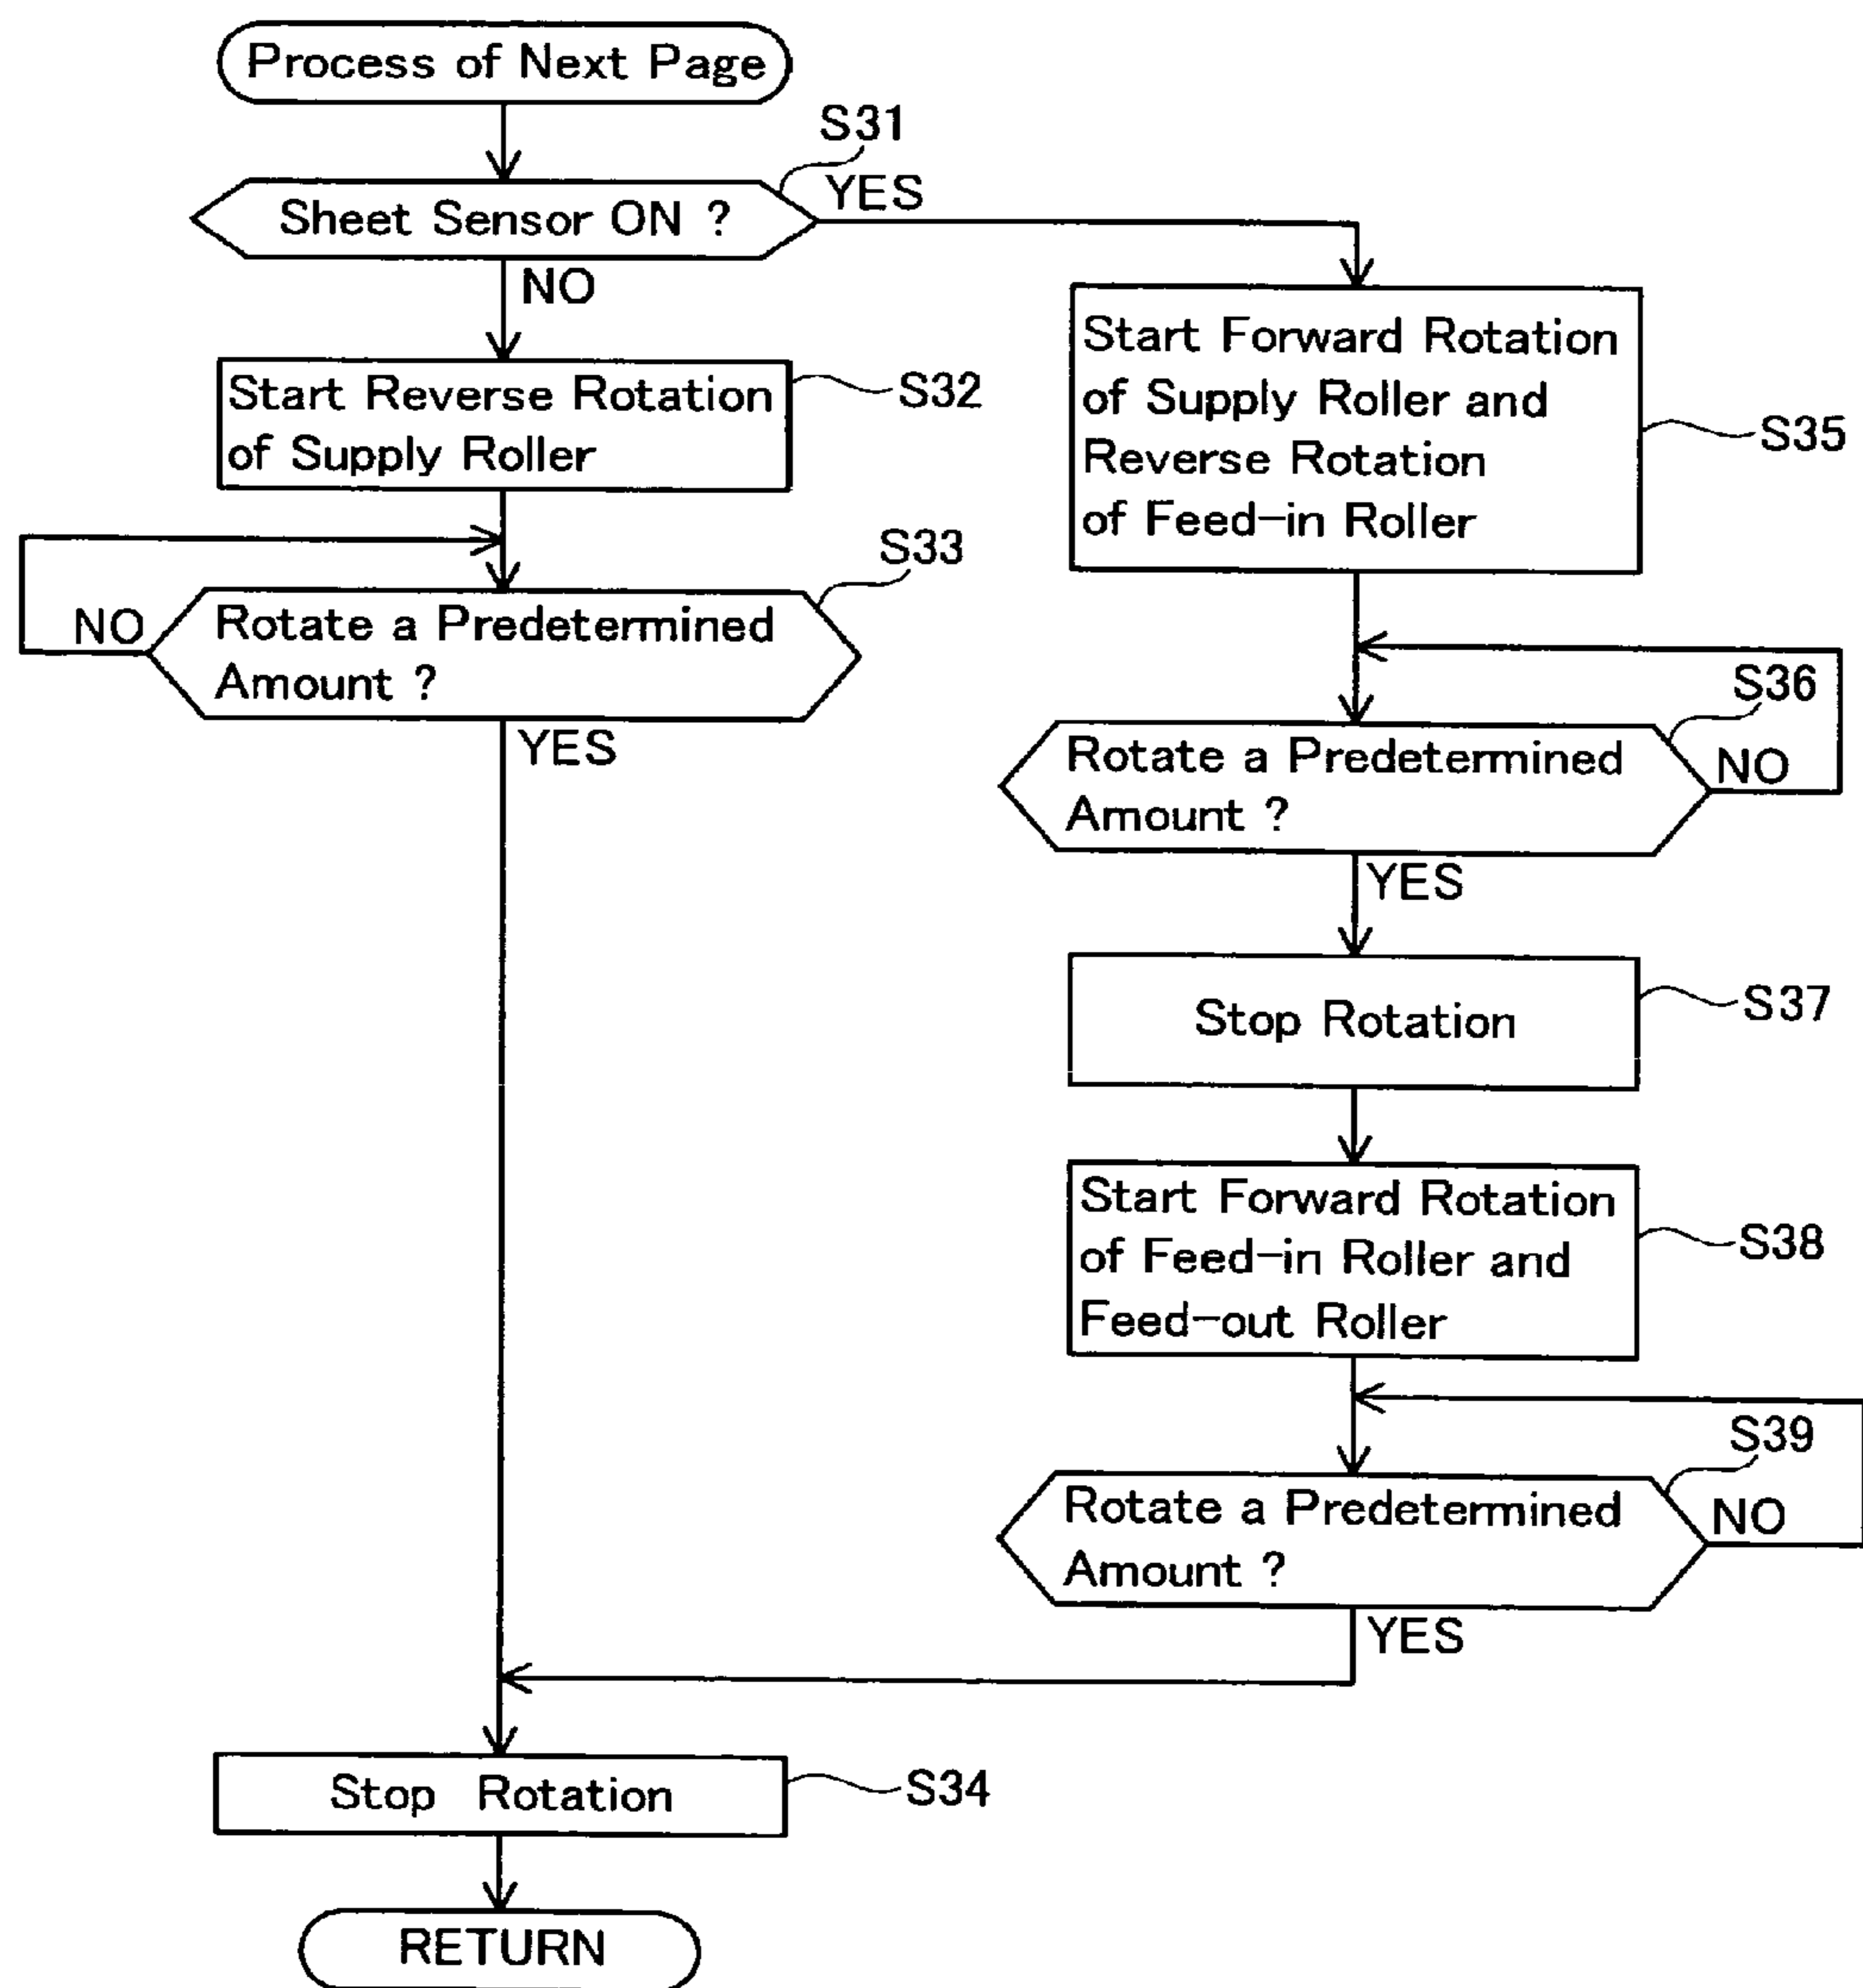 Process of Next Page
S31
Sheet Sensor ON ?
YES
NO
Start Reverse Rotation
of Supply Roller
S32
S33
NO
Rotate a Predetermined
Amount ?
YES
Start Forward Rotation
of Supply Roller and
Reverse Rotation
of Feed-in Roller
S35
S36
Rotate a Predetermined
Amount ?
NO
YES
Stop Rotation
S37
Start Forward Rotation
of Feed-in Roller and
Feed-out Roller
S38
S39
Rotate a Predetermined
Amount ?
NO
YES
Stop Rotation
S34
RETURN